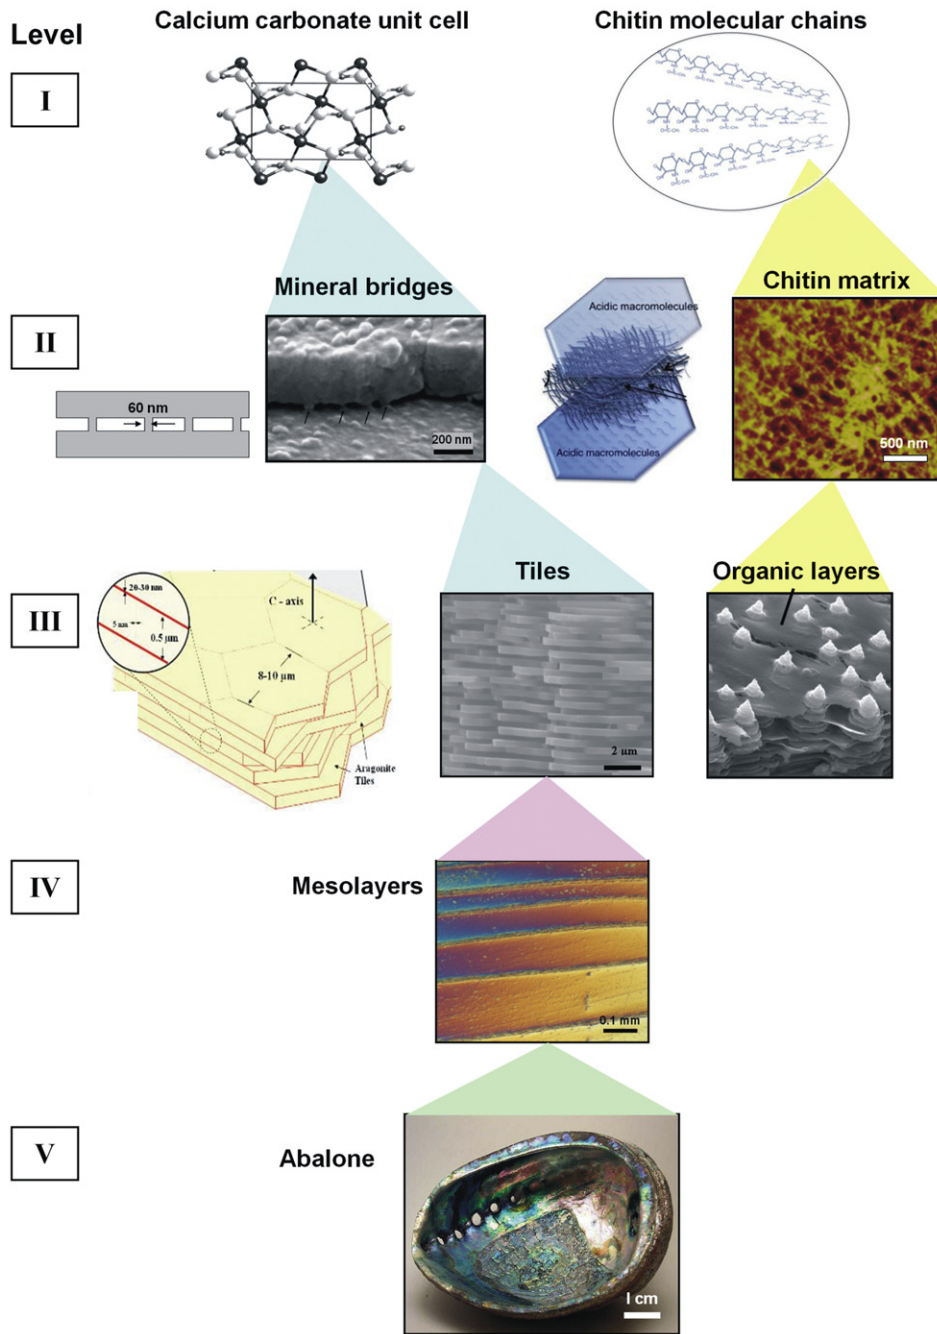 Level
Calcium carbonate unit cell
Chitin molecular chains
I
Mineral bridges
Chitin matrix
II
60 nm
200 nm
Acidic macromolecules
Acidic macromolecules
500 nm
Tiles
Organic layers
III
20-30 nm
5 nm
0.5 µm
C - axis
8-10 µm
Aragonite
Tiles
2 µm
IV
Mesolayers
0.1 mm
V
Abalone
1 cm